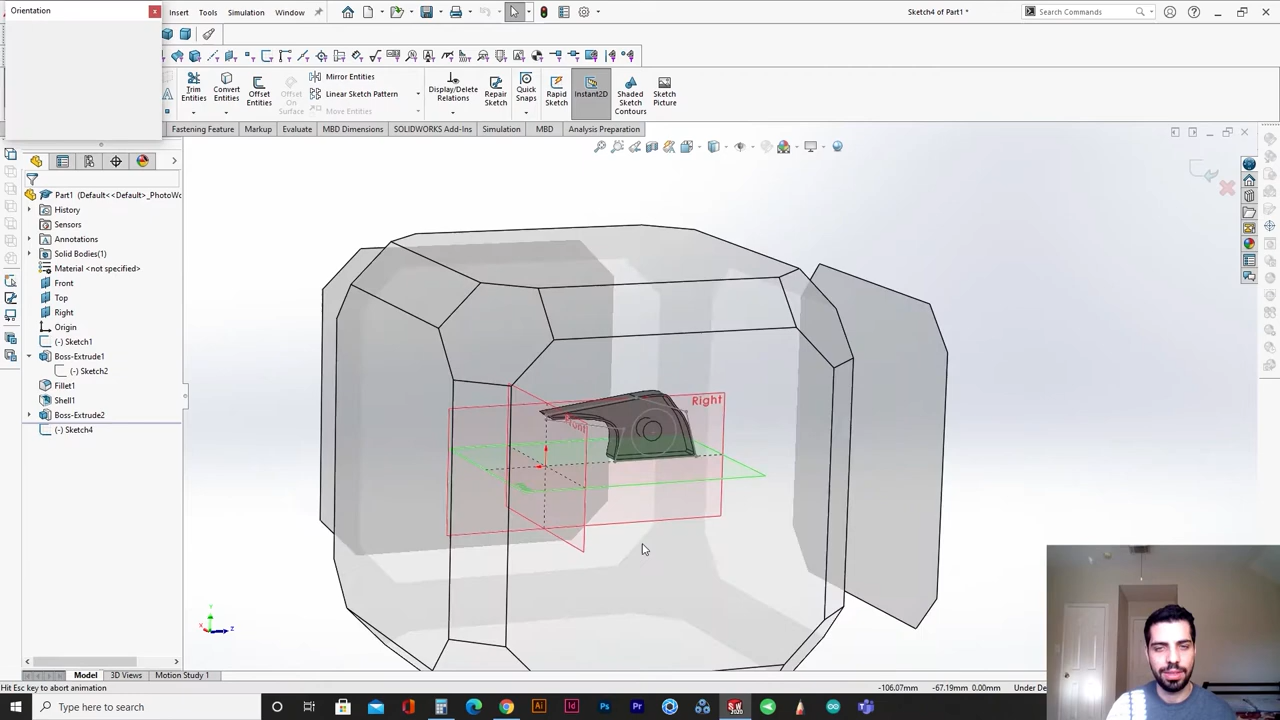 Orientation
Insert
Tools
Simulation
Window
Sketch4 of Part1 *
Search Commands
Trim Entities
Convert Entities
Offset Entities
Offset On Surface
Mirror Entities
Linear Sketch Pattern
Move Entities
Display/Delete Relations
Repair Sketch
Quick Snaps
Rapid Sketch
Instant2D
Shaded Sketch Contours
Sketch Picture
Fastening Feature
Markup
Evaluate
MBD Dimensions
SOLIDWORKS Add-Ins
Simulation
MBD
Analysis Preparation
Part1 (Default<<Default>_PhotoWo
History
Sensors
Annotations
Solid Bodies(1)
Material <not specified>
Front
Top
Right
Origin
(-) Sketch1
Boss-Extrude1
(-) Sketch2
Fillet1
Shell1
Boss-Extrude2
(-) Sketch4
Right
Front
Y
X
Z
Model
3D Views
Motion Study 1
Hit Esc key to abort animation
-106.07mm
-67.19mm
0.00mm
Under De
Type here to search